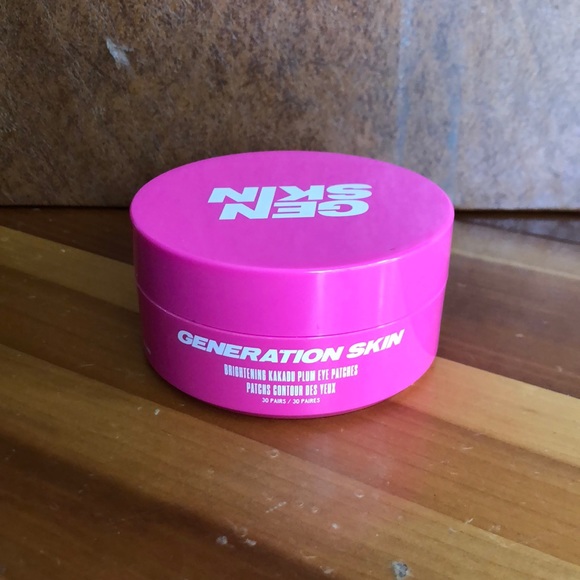 GEN
SKIN
GENERATION SKIN
BRIGHTENING KAKADU PLUM EYE PATCHES
PATCHS CONTOUR DES YEUX
30 PAIRS / 30 PAIRES